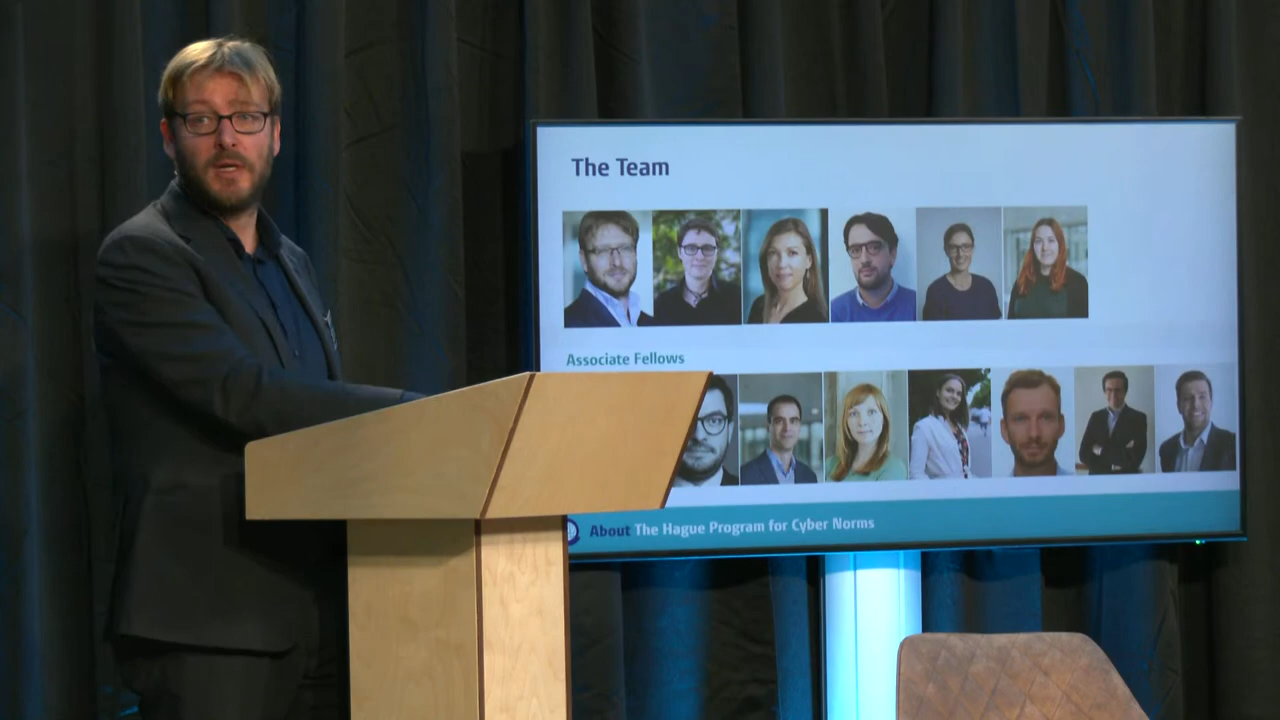 The Team
Associate Fellows
About The Hague Program for Cyber Norms